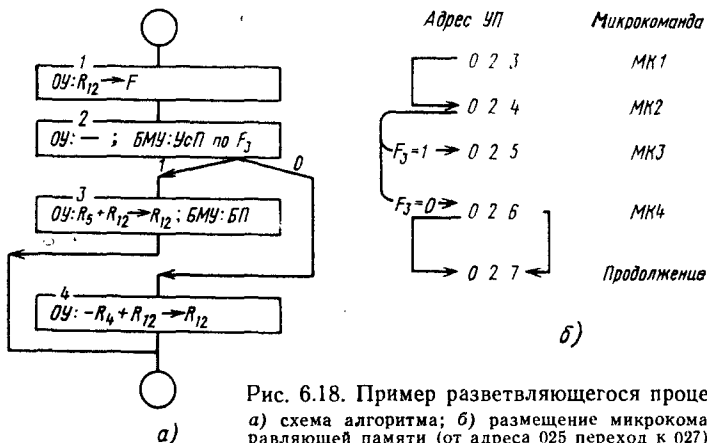 1
ОУ: R₁₂ → F
2
ОУ: — ; БМУ: УсП по F₃
1 0
3
ОУ: R₅ + R₁₂ → R₁₂ ; БМУ: БП
4
ОУ: -R₄ + R₁₂ → R₁₂
а)
Адрес УП Микрокоманда
0 2 3 МК1
0 2 4 МК2
F₃=1 → 0 2 5 МК3
F₃=0 → 0 2 6 МК4
0 2 7 Продолжение
б)
Рис. 6.18. Пример разветвляющегося проце
а) схема алгоритма; б) размещение микрокома
равляющей памяти (от адреса 025 переход к 027)